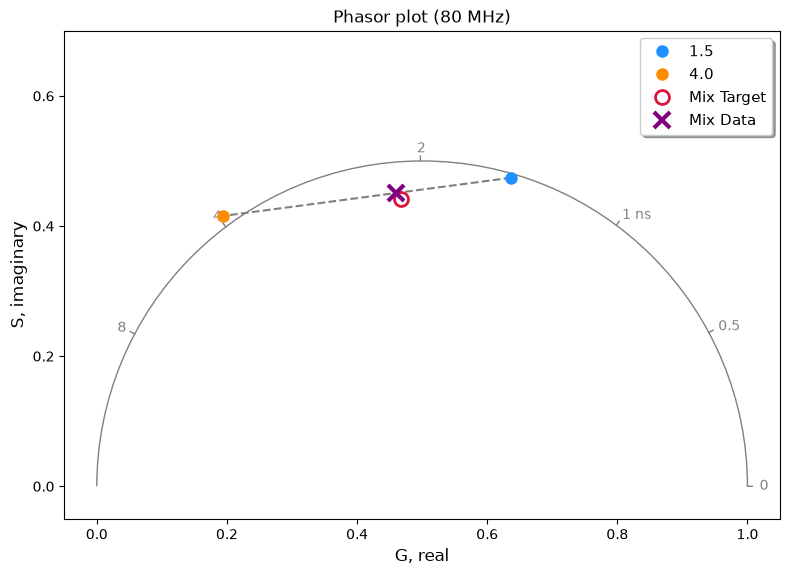 Phasor plot (80 MHz)
1.5
4.0
Mix Target
Mix Data
0.6
0.4
0.2
0.0
S, imaginary
8
4
2
1 ns
0.5
0
0.0
0.2
0.4
0.6
0.8
1.0
G, real